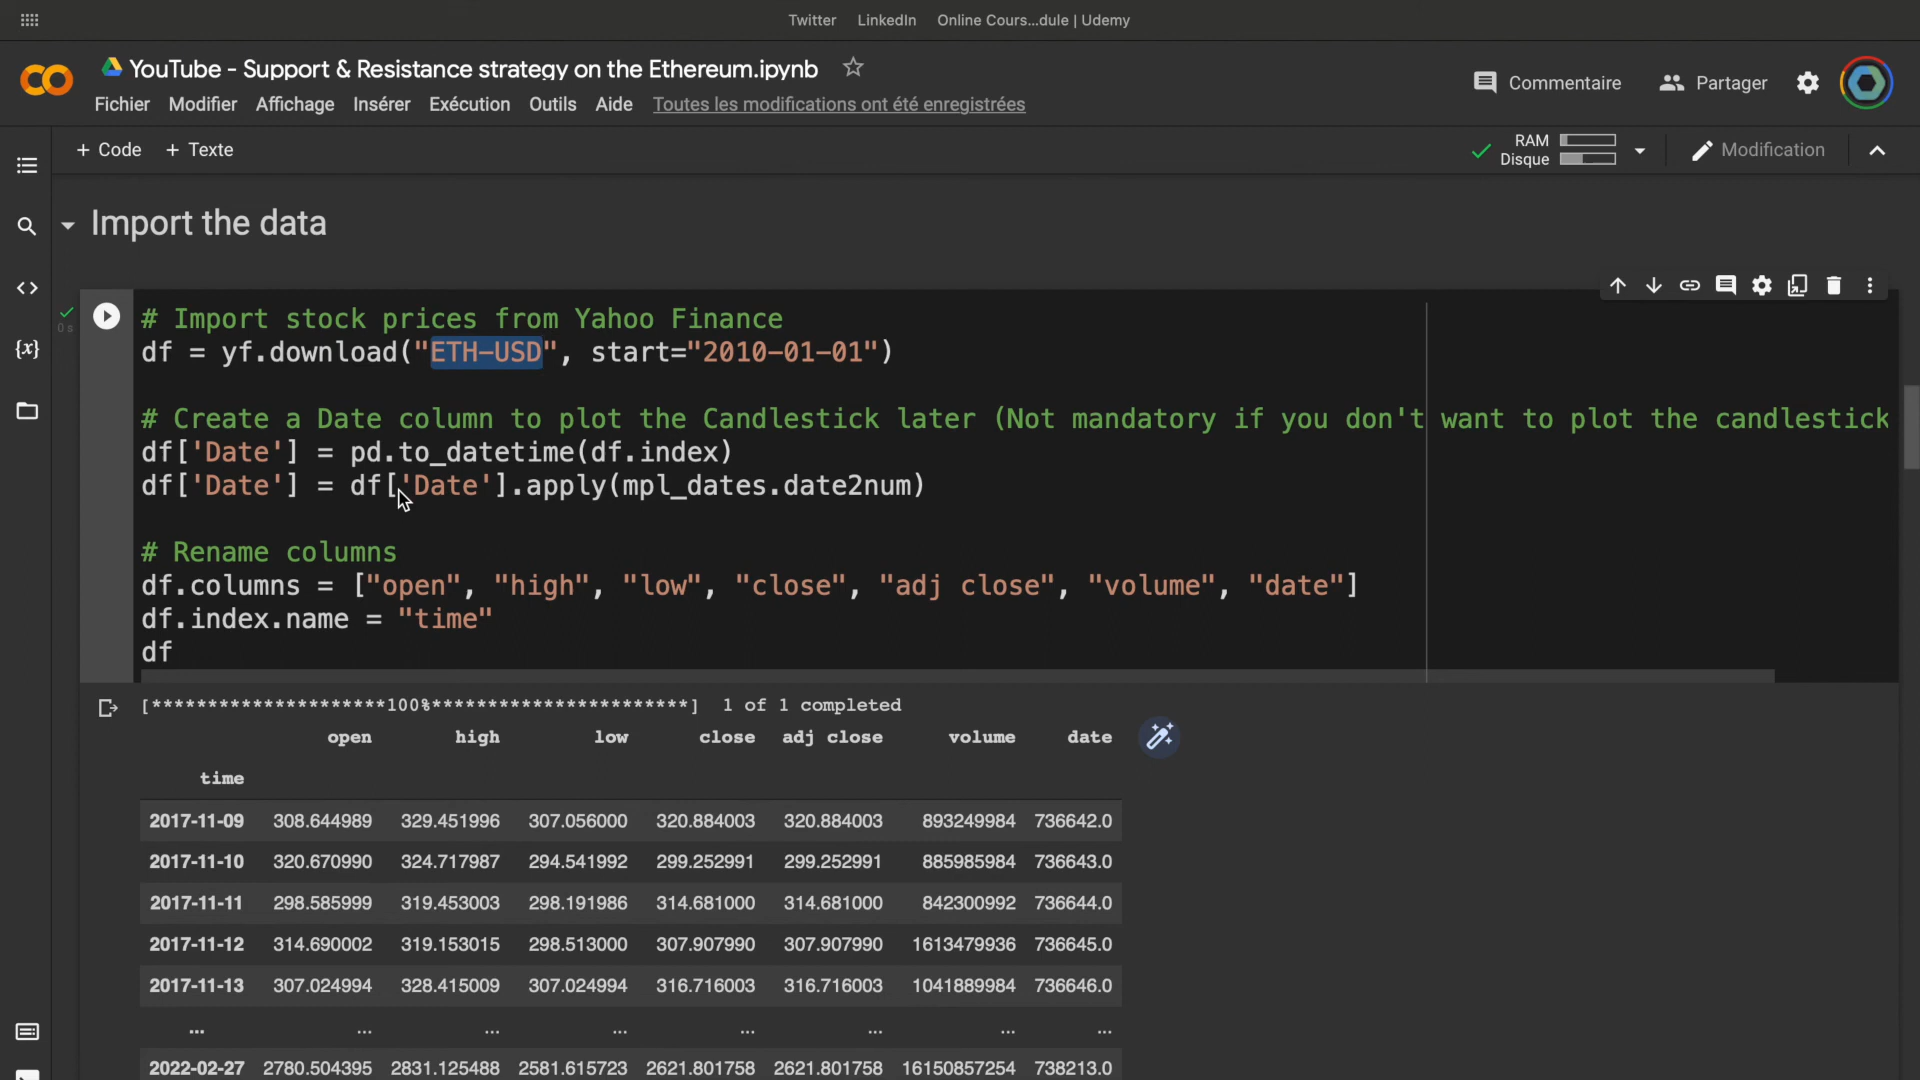 Twitter LinkedIn Online Cours...dule | Udemy
YouTube - Support & Resistance strategy on the Ethereum.ipynb
Fichier Modifier Affichage Insérer Exécution Outils Aide Toutes les modifications ont été enregistrées
Commentaire Partager
+ Code + Texte
RAM
Disque
Modification
Import the data
# Import stock prices from Yahoo Finance
df = yf.download("ETH-USD", start="2010-01-01")
0 s
# Create a Date column to plot the Candlestick later (Not mandatory if you don't want to plot the candlestick
df['Date'] = pd.to_datetime(df.index)
df['Date'] = df['Date'].apply(mpl_dates.date2num)
# Rename columns
df.columns = ["open", "high", "low", "close", "adj close", "volume", "date"]
df.index.name = "time"
df
[*********************100%***********************] 1 of 1 completed
open high low close adj close volume date
time
2017-11-09 308.644989 329.451996 307.056000 320.884003 320.884003 893249984 736642.0
2017-11-10 320.670990 324.717987 294.541992 299.252991 299.252991 885985984 736643.0
2017-11-11 298.585999 319.453003 298.191986 314.681000 314.681000 842300992 736644.0
2017-11-12 314.690002 319.153015 298.513000 307.907990 307.907990 1613479936 736645.0
2017-11-13 307.024994 328.415009 307.024994 316.716003 316.716003 1041889984 736646.0
... ... ... ... ... ... ... ...
2022-02-27 2780.504395 2831.125488 2581.615723 2621.801758 2621.801758 16150857254 738213.0